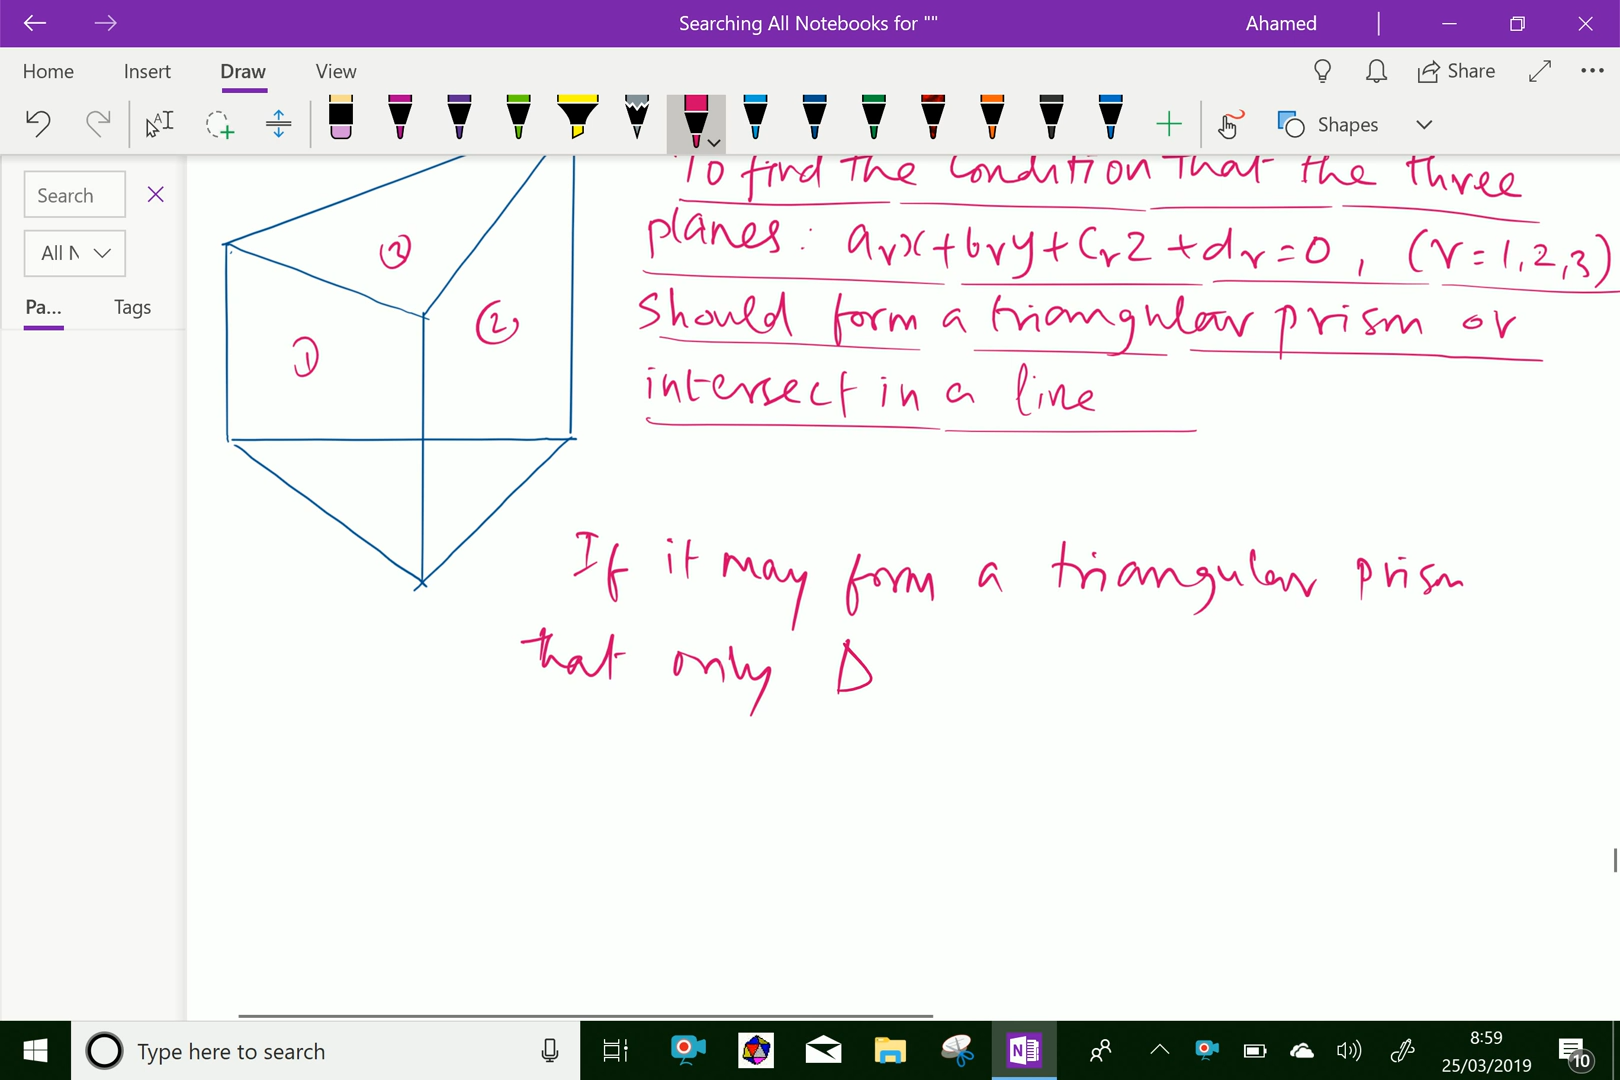 Searching All Notebooks for ""
Ahamed
Home Insert Draw View
Share
Shapes
Search
All N
Pa... Tags
To find the condition that the three
planes: aᵣx+bᵣy+cᵣz+dᵣ=0, (r=1,2,3)
should form a triangular prism or
intersect in a line
③
②
①
If it may form a triangular prism
that only Δ
Type here to search
N
8:59
25/03/2019
10